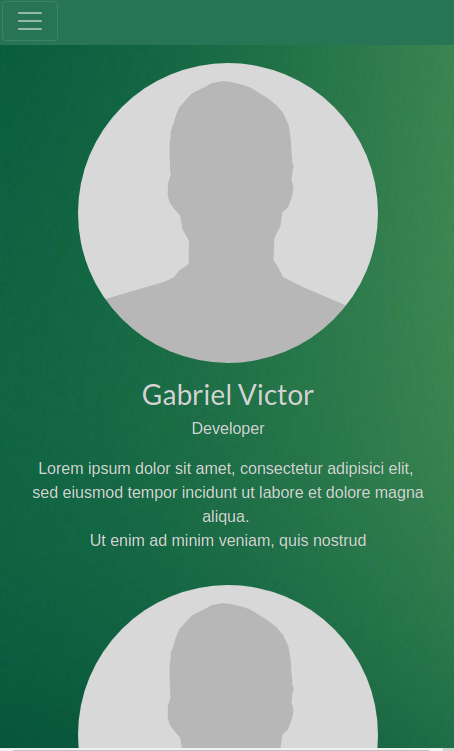 Gabriel Victor
Developer
Lorem ipsum dolor sit amet, consectetur adipisici elit,
sed eiusmod tempor incidunt ut labore et dolore magna
aliqua.
Ut enim ad minim veniam, quis nostrud